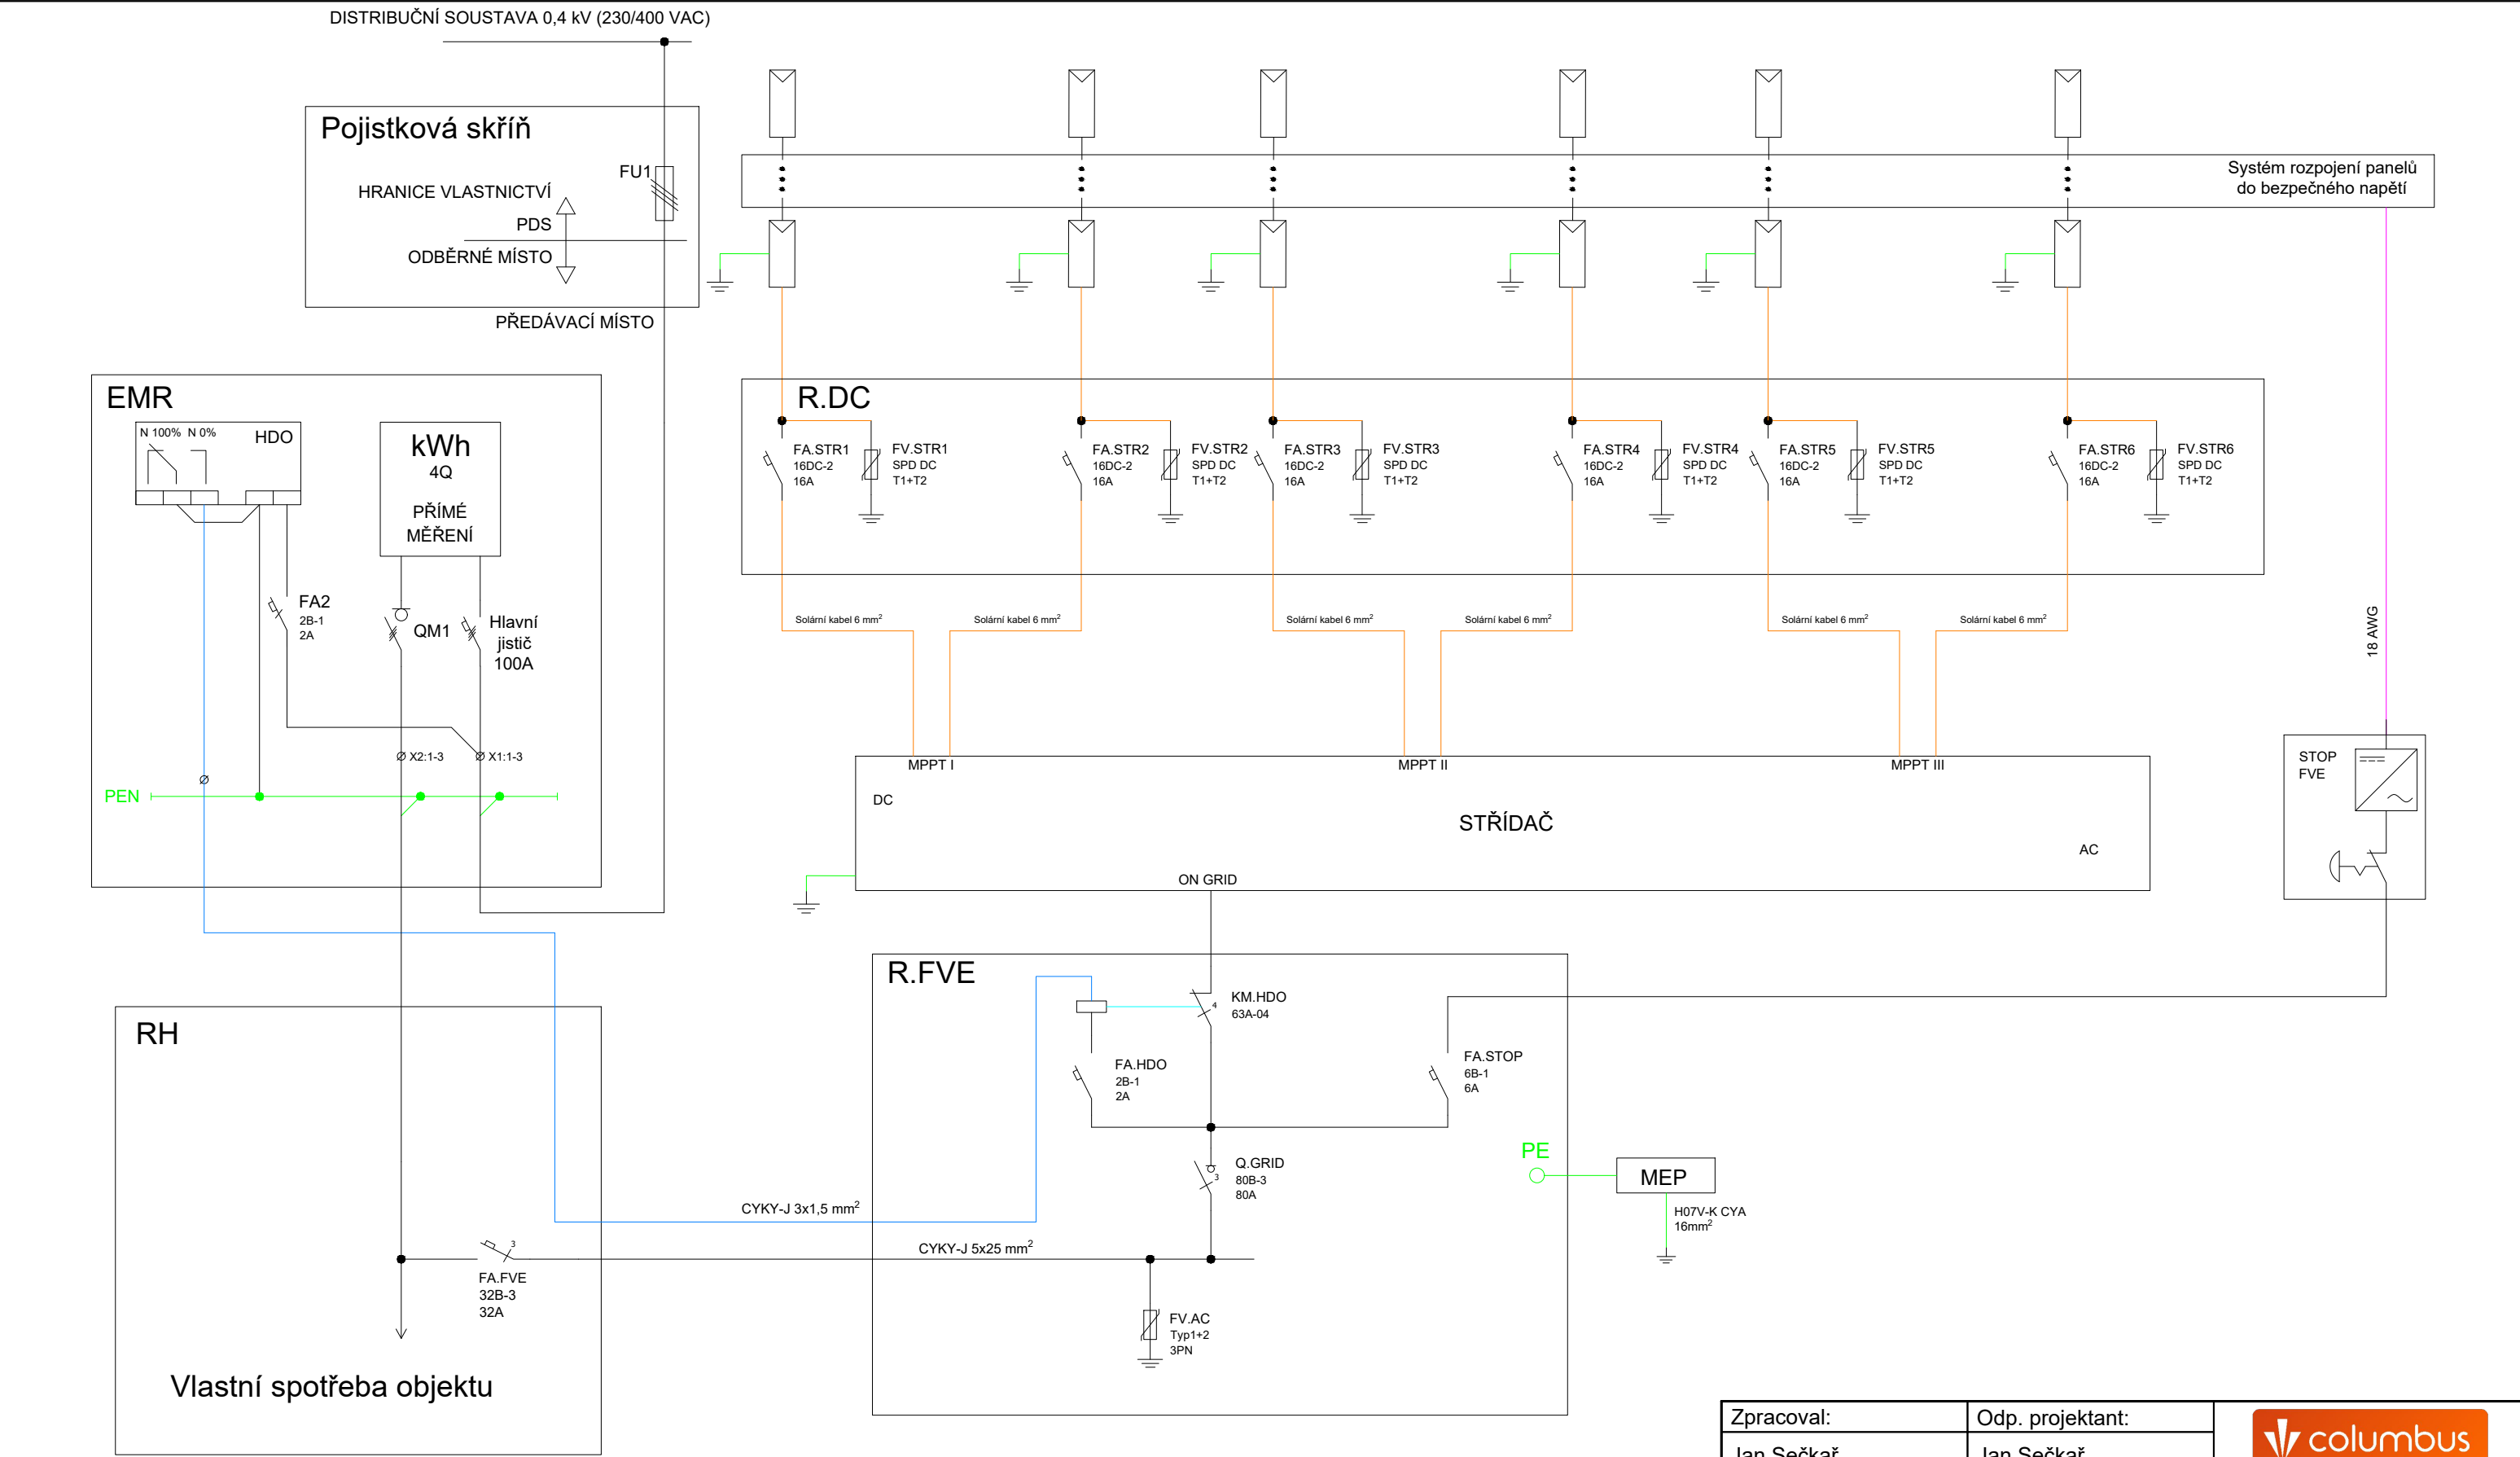 DISTRIBUČNÍ SOUSTAVA 0,4 kV (230/400 VAC)
Pojistková skříň
FU1
HRANICE VLASTNICTVÍ
PDS
ODBĚRNÉ MÍSTO
PŘEDÁVACÍ MÍSTO
Systém rozpojení panelů
do bezpečného napětí
EMR
N 100% N 0%
HDO
kWh
4Q
PŘÍMÉ
MĚŘENÍ
FA2
2B-1
2A
QM1
Hlavní
jistič
100A
X2:1-3
X1:1-3
PEN
R.DC
FA.STR1
16DC-2
16A
FV.STR1
SPD DC
T1+T2
FA.STR2
16DC-2
16A
FV.STR2
SPD DC
T1+T2
FA.STR3
16DC-2
16A
FV.STR3
SPD DC
T1+T2
FA.STR4
16DC-2
16A
FV.STR4
SPD DC
T1+T2
FA.STR5
16DC-2
16A
FV.STR5
SPD DC
T1+T2
FA.STR6
16DC-2
16A
FV.STR6
SPD DC
T1+T2
Solární kabel 6 mm²
Solární kabel 6 mm²
Solární kabel 6 mm²
Solární kabel 6 mm²
Solární kabel 6 mm²
Solární kabel 6 mm²
18 AWG
MPPT I
MPPT II
MPPT III
DC
STŘÍDAČ
AC
ON GRID
STOP
FVE
R.FVE
KM.HDO
63A-04
4
FA.HDO
2B-1
2A
FA.STOP
6B-1
6A
Q.GRID
80B-3
80A
3
PE
MEP
H07V-K CYA
16mm²
CYKY-J 3x1,5 mm²
CYKY-J 5x25 mm²
FV.AC
Typ1+2
3PN
RH
3
FA.FVE
32B-3
32A
Vlastní spotřeba objektu
Zpracoval:
Odp. projektant:
Jan Sečkař
Jan Sečkař
columbus